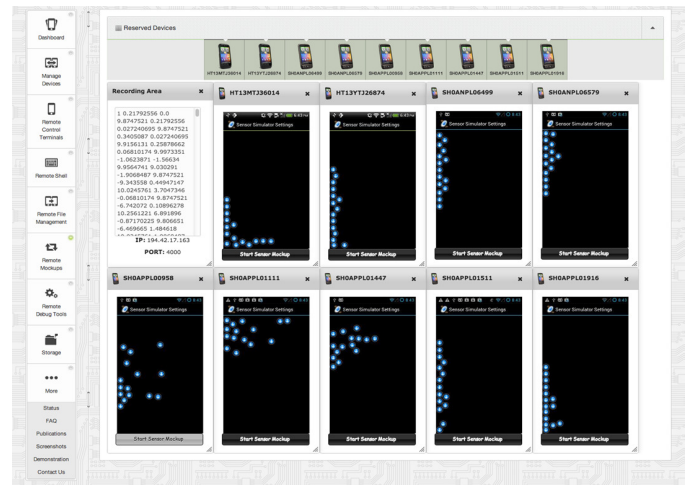 Dashboard
Manage
Devices
Remote
Control
Terminals
Remote Shell
Remote File
Management
Remote
Mockups
Remote
Debug Tools
Storage
More
Status
FAQ
Publications
Screenshots
Demonstration
Contact Us
Reserved Devices
HT13MTJ36014 HT13YTJ26874 SH0ANPL06499 SH0ANPL06579 SH0APPL00958 SH0APPL01111 SH0APPL01447 SH0APPL01511 SH0APPL01916
Recording Area
1 0.21792556 0.0
9.8747521 0.21792556
0.027240695 9.8747521
0.3405087 0.027240695
9.9156131 0.25878662
0.06810174 9.9973351
-1.0623871 -1.56634
9.9564741 9.030291
-1.9068487 9.8747521
-9.343558 0.44947147
10.0245761 3.7047346
-0.06810174 9.8747521
-6.742072 0.10896278
10.2561221 6.891896
-0.87170225 9.806651
-6.469665 1.484618
IP: 194.42.17.163
PORT: 4000
HT13MTJ36014
Sensor Simulator Settings
Start Sensor Mockup
HT13YTJ26874
Sensor Simulator Settings
Start Sensor Mockup
SH0ANPL06499
Sensor Simulator Settings
Start Sensor Mockup
SH0ANPL06579
Sensor Simulator Settings
Start Sensor Mockup
SH0APPL00958
Sensor Simulator Settings
Start Sensor Mockup
SH0APPL01111
Sensor Simulator Settings
Start Sensor Mockup
SH0APPL01447
Sensor Simulator Settings
Start Sensor Mockup
SH0APPL01511
Sensor Simulator Settings
Start Sensor Mockup
SH0APPL01916
Sensor Simulator Settings
Start Sensor Mockup